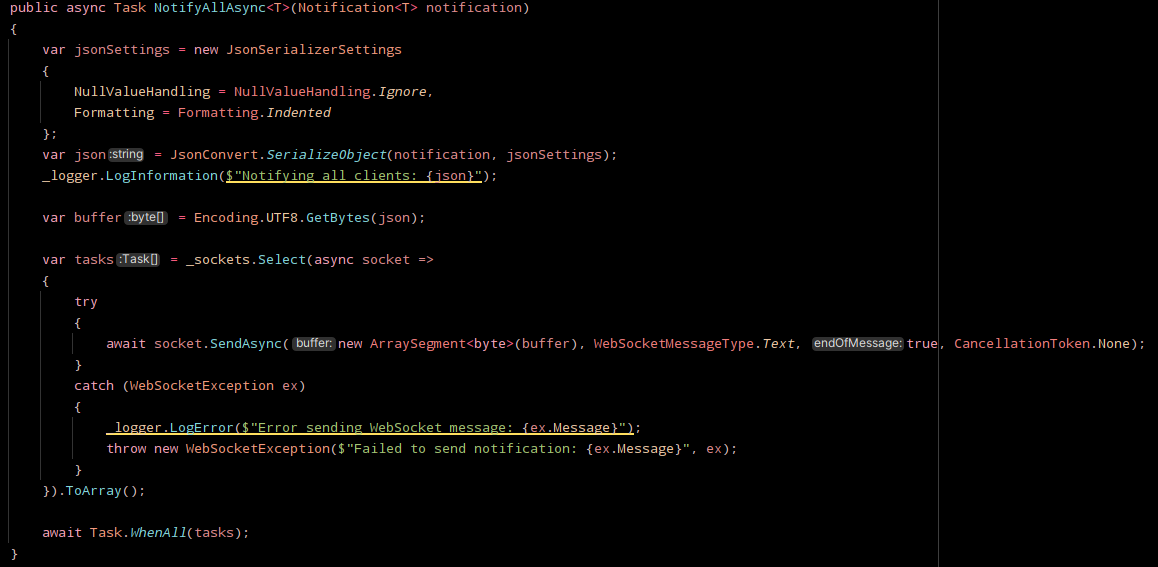 public async Task NotifyAllAsync<T>(Notification<T> notification)
{
    var jsonSettings = new JsonSerializerSettings
    {
        NullValueHandling = NullValueHandling.Ignore,
        Formatting = Formatting.Indented
    };
    var json :string = JsonConvert.SerializeObject(notification, jsonSettings);
    _logger.LogInformation($"Notifying all clients: {json}");

    var buffer :byte[] = Encoding.UTF8.GetBytes(json);

    var tasks :Task[] = _sockets.Select(async socket =>
    {
        try
        {
            await socket.SendAsync( buffer: new ArraySegment<byte>(buffer), WebSocketMessageType.Text, endOfMessage: true, CancellationToken.None);
        }
        catch (WebSocketException ex)
        {
            _logger.LogError($"Error sending WebSocket message: {ex.Message}");
            throw new WebSocketException($"Failed to send notification: {ex.Message}", ex);
        }
    }).ToArray();

    await Task.WhenAll(tasks);
}